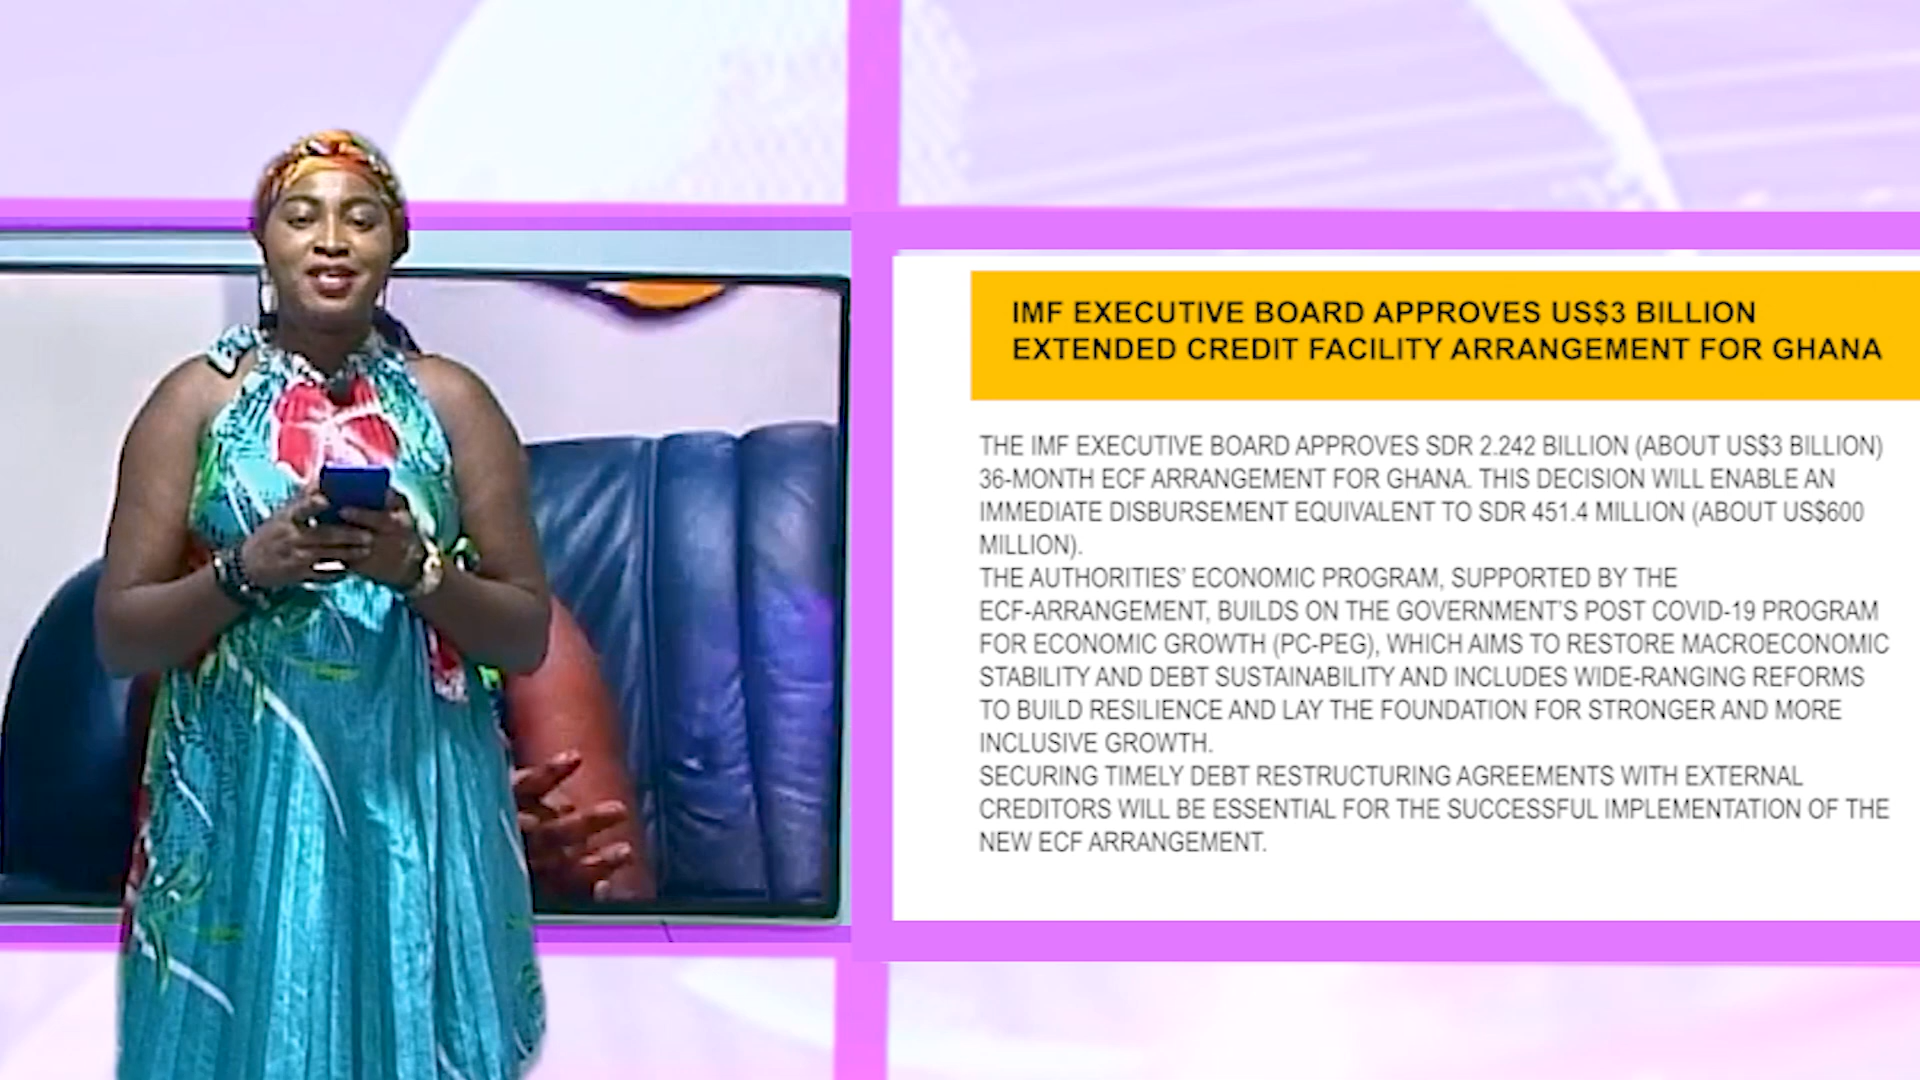 IMF EXECUTIVE BOARD APPROVES US$3 BILLION
EXTENDED CREDIT FACILITY ARRANGEMENT FOR GHANA
THE IMF EXECUTIVE BOARD APPROVES SDR 2.242 BILLION (ABOUT US$3 BILLION)
36-MONTH ECF ARRANGEMENT FOR GHANA. THIS DECISION WILL ENABLE AN
IMMEDIATE DISBURSEMENT EQUIVALENT TO SDR 451.4 MILLION (ABOUT US$600
MILLION).
THE AUTHORITIES’ ECONOMIC PROGRAM, SUPPORTED BY THE
ECF-ARRANGEMENT, BUILDS ON THE GOVERNMENT’S POST COVID-19 PROGRAM
FOR ECONOMIC GROWTH (PC-PEG), WHICH AIMS TO RESTORE MACROECONOMIC
STABILITY AND DEBT SUSTAINABILITY AND INCLUDES WIDE-RANGING REFORMS
TO BUILD RESILIENCE AND LAY THE FOUNDATION FOR STRONGER AND MORE
INCLUSIVE GROWTH.
SECURING TIMELY DEBT RESTRUCTURING AGREEMENTS WITH EXTERNAL
CREDITORS WILL BE ESSENTIAL FOR THE SUCCESSFUL IMPLEMENTATION OF THE
NEW ECF ARRANGEMENT.